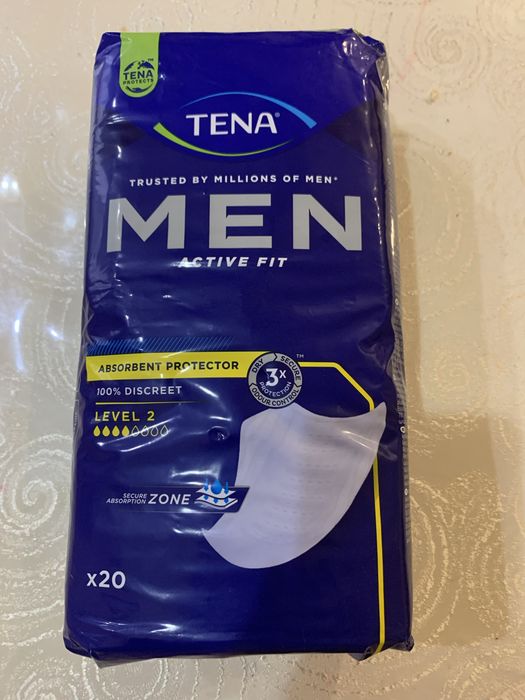 TENA
PROTECTS
TENA
TRUSTED BY MILLIONS OF MEN*
MEN
ACTIVE FIT
ABSORBENT PROTECTOR
100% DISCREET
LEVEL 2
DRY SECURE
3x
PROTECTION
ODOUR CONTROL
TM
SECURE
ABSORPTION ZONE
x20